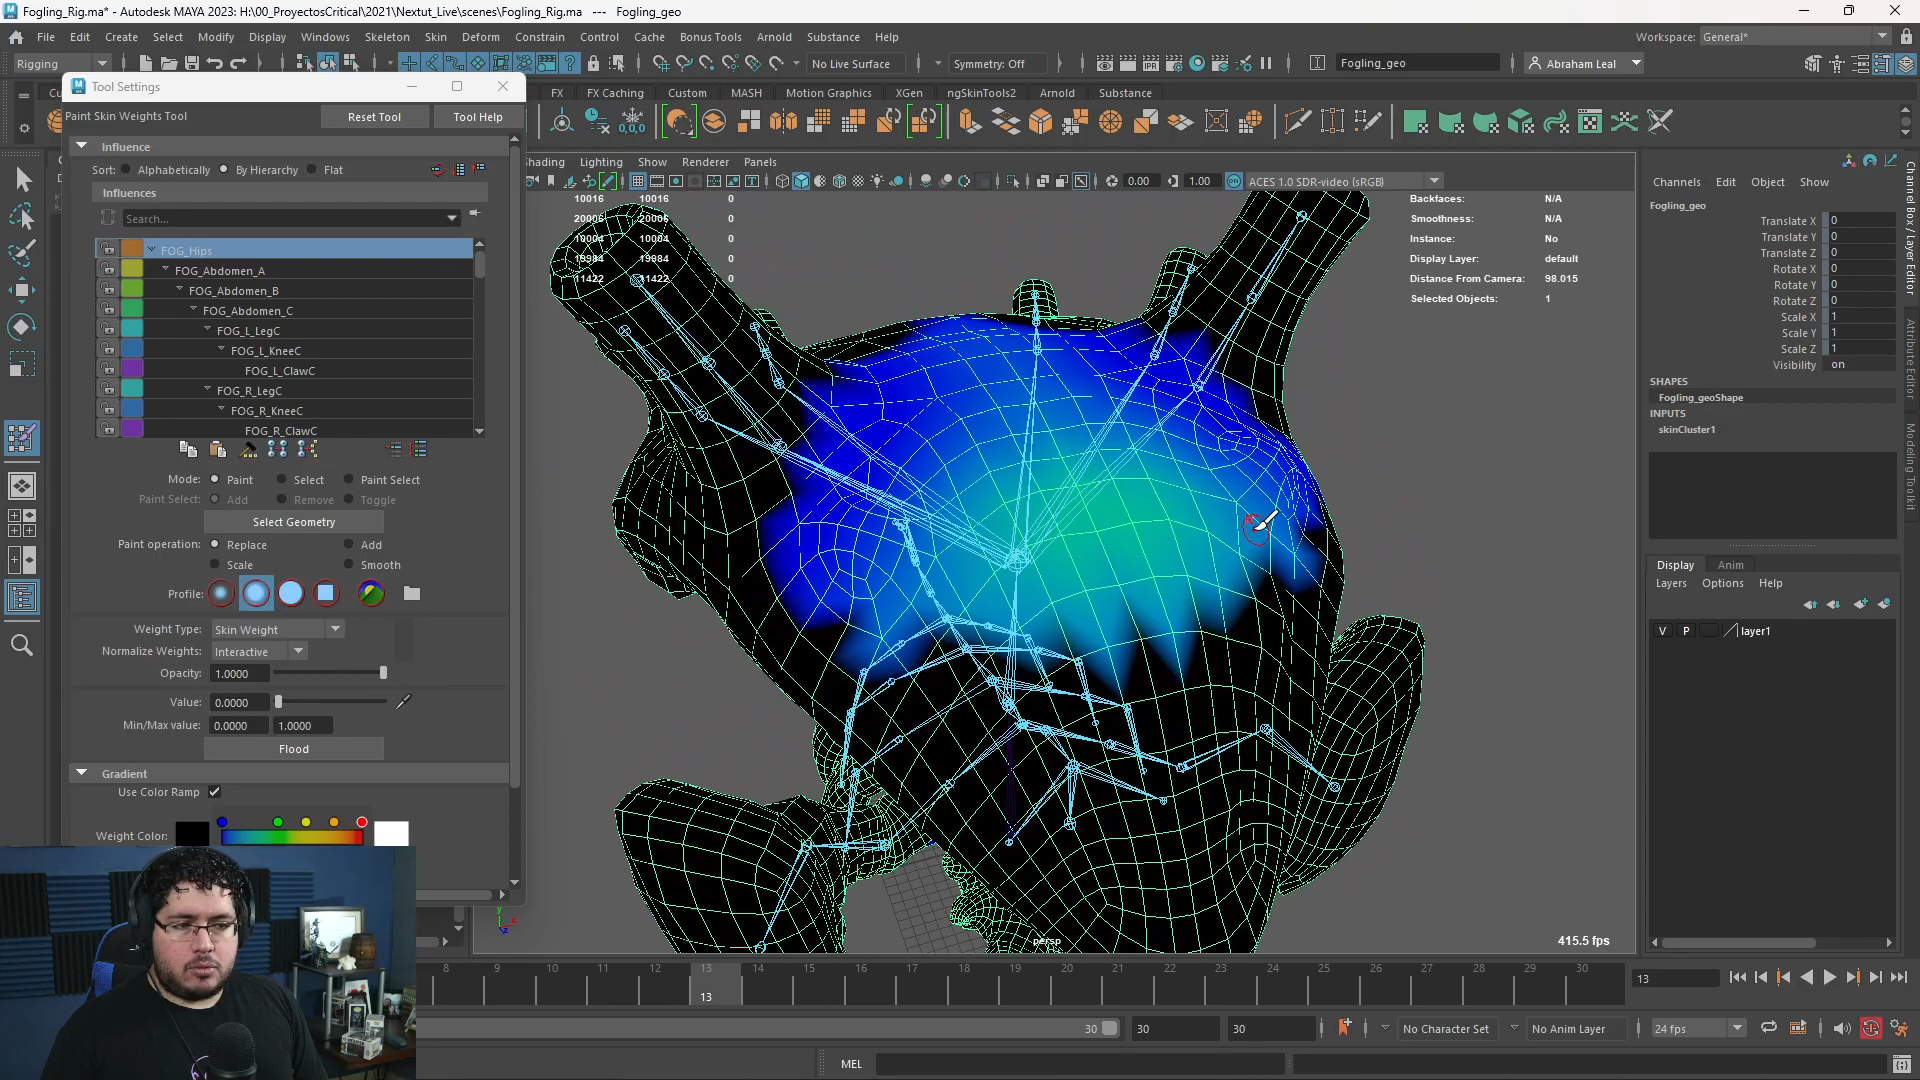 Fogling_Rig.ma* - Autodesk MAYA 2023: H:\00_ProyectosCritical\2021\Nextut_Live\scenes\Fogling_Rig.ma --- Fogling_geo
File Edit Create Select Modify Display Windows Skeleton Skin Deform Constrain Control Cache Bonus Tools Arnold Substance Help
Workspace: General*
Rigging
No Live Surface
Symmetry: Off
Fogling_geo
Abraham Leal
Tool Settings
FX FX Caching Custom MASH Motion Graphics XGen ngSkinTools2 Arnold Substance
Paint Skin Weights Tool
Reset Tool
Tool Help
Influence
Sort: Alphabetically By Hierarchy Flat
Influences
Search...
FOG_Hips
FOG_Abdomen_A
FOG_Abdomen_B
FOG_Abdomen_C
FOG_L_LegC
FOG_L_KneeC
FOG_L_ClawC
FOG_R_LegC
FOG_R_KneeC
FOG_R_ClawC
Mode: Paint Select Paint Select
Paint Select: Add Remove Toggle
Select Geometry
Paint operation: Replace Add
Scale Smooth
Profile:
Weight Type: Skin Weight
Normalize Weights: Interactive
Opacity: 1.0000
Value: 0.0000
Min/Max value: 0.0000 1.0000
Flood
Gradient
Use Color Ramp
Weight Color:
Lighting Show Renderer Panels
0.00 1.00 ACES 1.0 SDR-video (sRGB)
10016 10016 0
10004 10004 0
19984 19984 0
11422 11422 0
Backfaces: N/A
Smoothness: N/A
Instance: No
Display Layer: default
Distance From Camera: 98.015
Selected Objects: 1
persp
415.5 fps
Channels Edit Object Show
Fogling_geo
Translate X 0
Translate Y 0
Translate Z 0
Rotate X 0
Rotate Y 0
Rotate Z 0
Scale X 1
Scale Y 1
Scale Z 1
Visibility on
SHAPES
Fogling_geoShape
INPUTS
skinCluster1
Display Anim
Layers Options Help
V P layer1
Channel Box / Layer Editor
Attribute Editor
Modeling Toolkit
8 9 10 11 12 13 14 15 16 17 18 19 20 21 22 23 24 25 26 27 28 29 30
13
13
30 30 30
No Character Set
No Anim Layer
24 fps
MEL